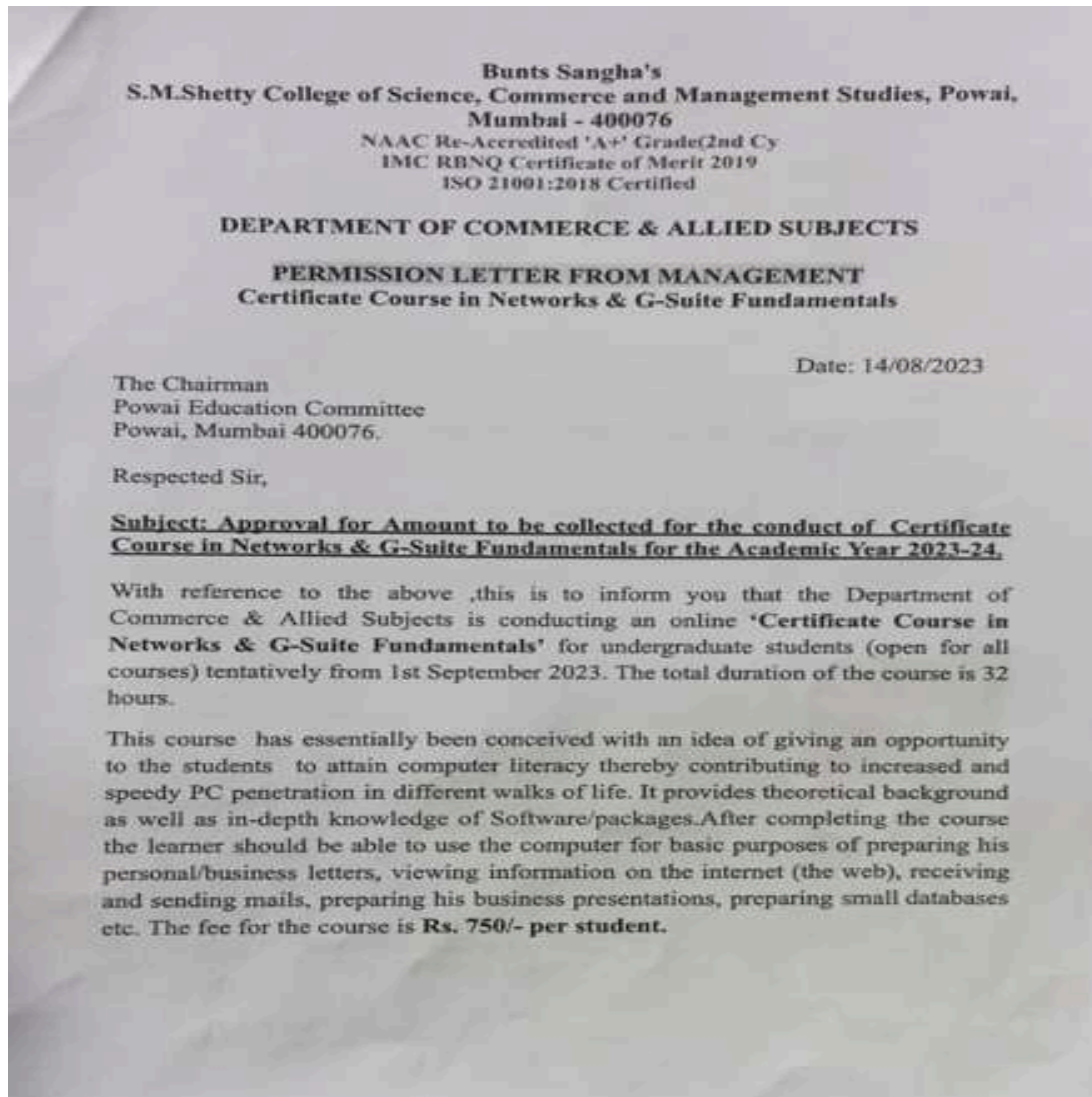 Bunts Sangha's
S.M.Shetty College of Science, Commerce and Management Studies, Powai,
Mumbai - 400076
NAAC Re-Accredited 'A+' Grade(2nd Cy
IMC RBNQ Certificate of Merit 2019
ISO 21001:2018 Certified
DEPARTMENT OF COMMERCE & ALLIED SUBJECTS
PERMISSION LETTER FROM MANAGEMENT
Certificate Course in Networks & G-Suite Fundamentals
Date: 14/08/2023
The Chairman
Powai Education Committee
Powai, Mumbai 400076.
Respected Sir,
Subject: Approval for Amount to be collected for the conduct of Certificate
Course in Networks & G-Suite Fundamentals for the Academic Year 2023-24.
With reference to the above ,this is to inform you that the Department of
Commerce & Allied Subjects is conducting an online ‘Certificate Course in
Networks & G-Suite Fundamentals’ for undergraduate students (open for all
courses) tentatively from 1st September 2023. The total duration of the course is 32
hours.
This course has essentially been conceived with an idea of giving an opportunity
to the students to attain computer literacy thereby contributing to increased and
speedy PC penetration in different walks of life. It provides theoretical background
as well as in-depth knowledge of Software/packages.After completing the course
the learner should be able to use the computer for basic purposes of preparing his
personal/business letters, viewing information on the internet (the web), receiving
and sending mails, preparing his business presentations, preparing small databases
etc. The fee for the course is Rs. 750/- per student.